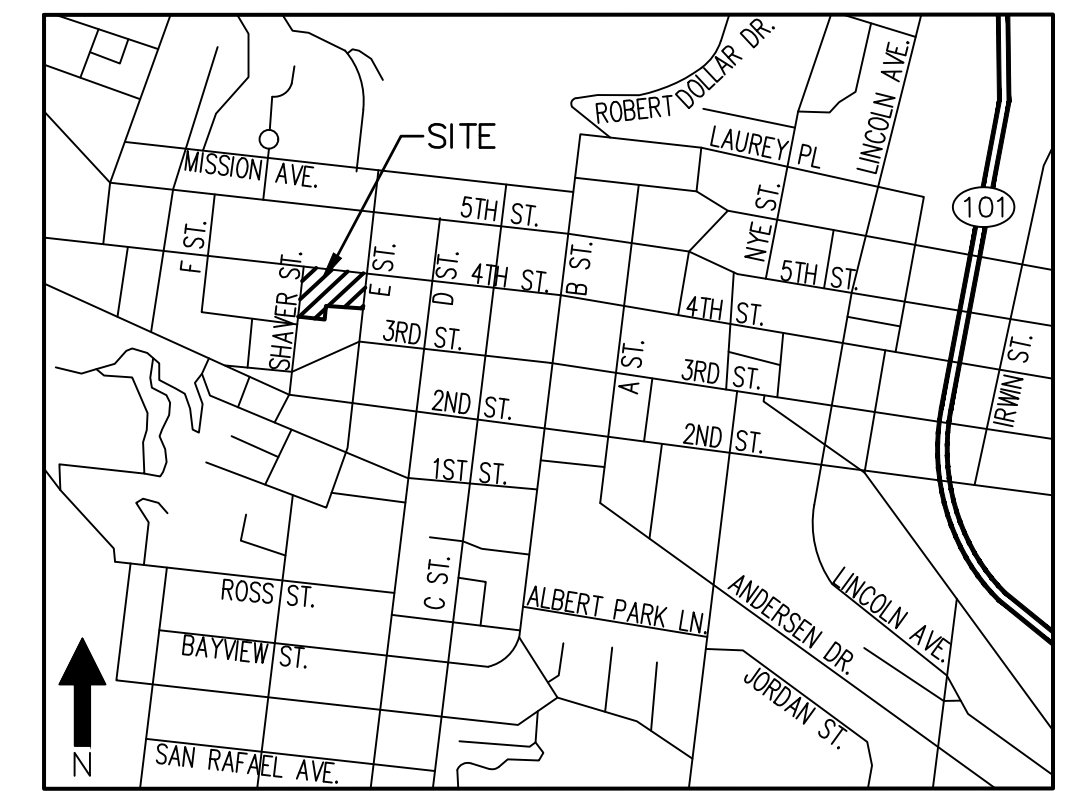 ROBERT DOLLAR DR.
LINCOLN AVE.
SITE
LAUREY PL
MISSION AVE.
101
5TH ST.
NYE ST.
F ST.
SHAVER ST.
E ST.
D ST.
4TH ST.
B ST.
5TH ST.
4TH ST.
3RD ST.
A ST.
3RD ST.
IRWIN ST.
2ND ST.
2ND ST.
1ST ST.
C ST.
ROSS ST.
ALBERT PARK LN.
ANDERSEN DR.
LINCOLN AVE.
BAYVIEW ST.
JORDAN ST.
SAN RAFAEL AVE.
N